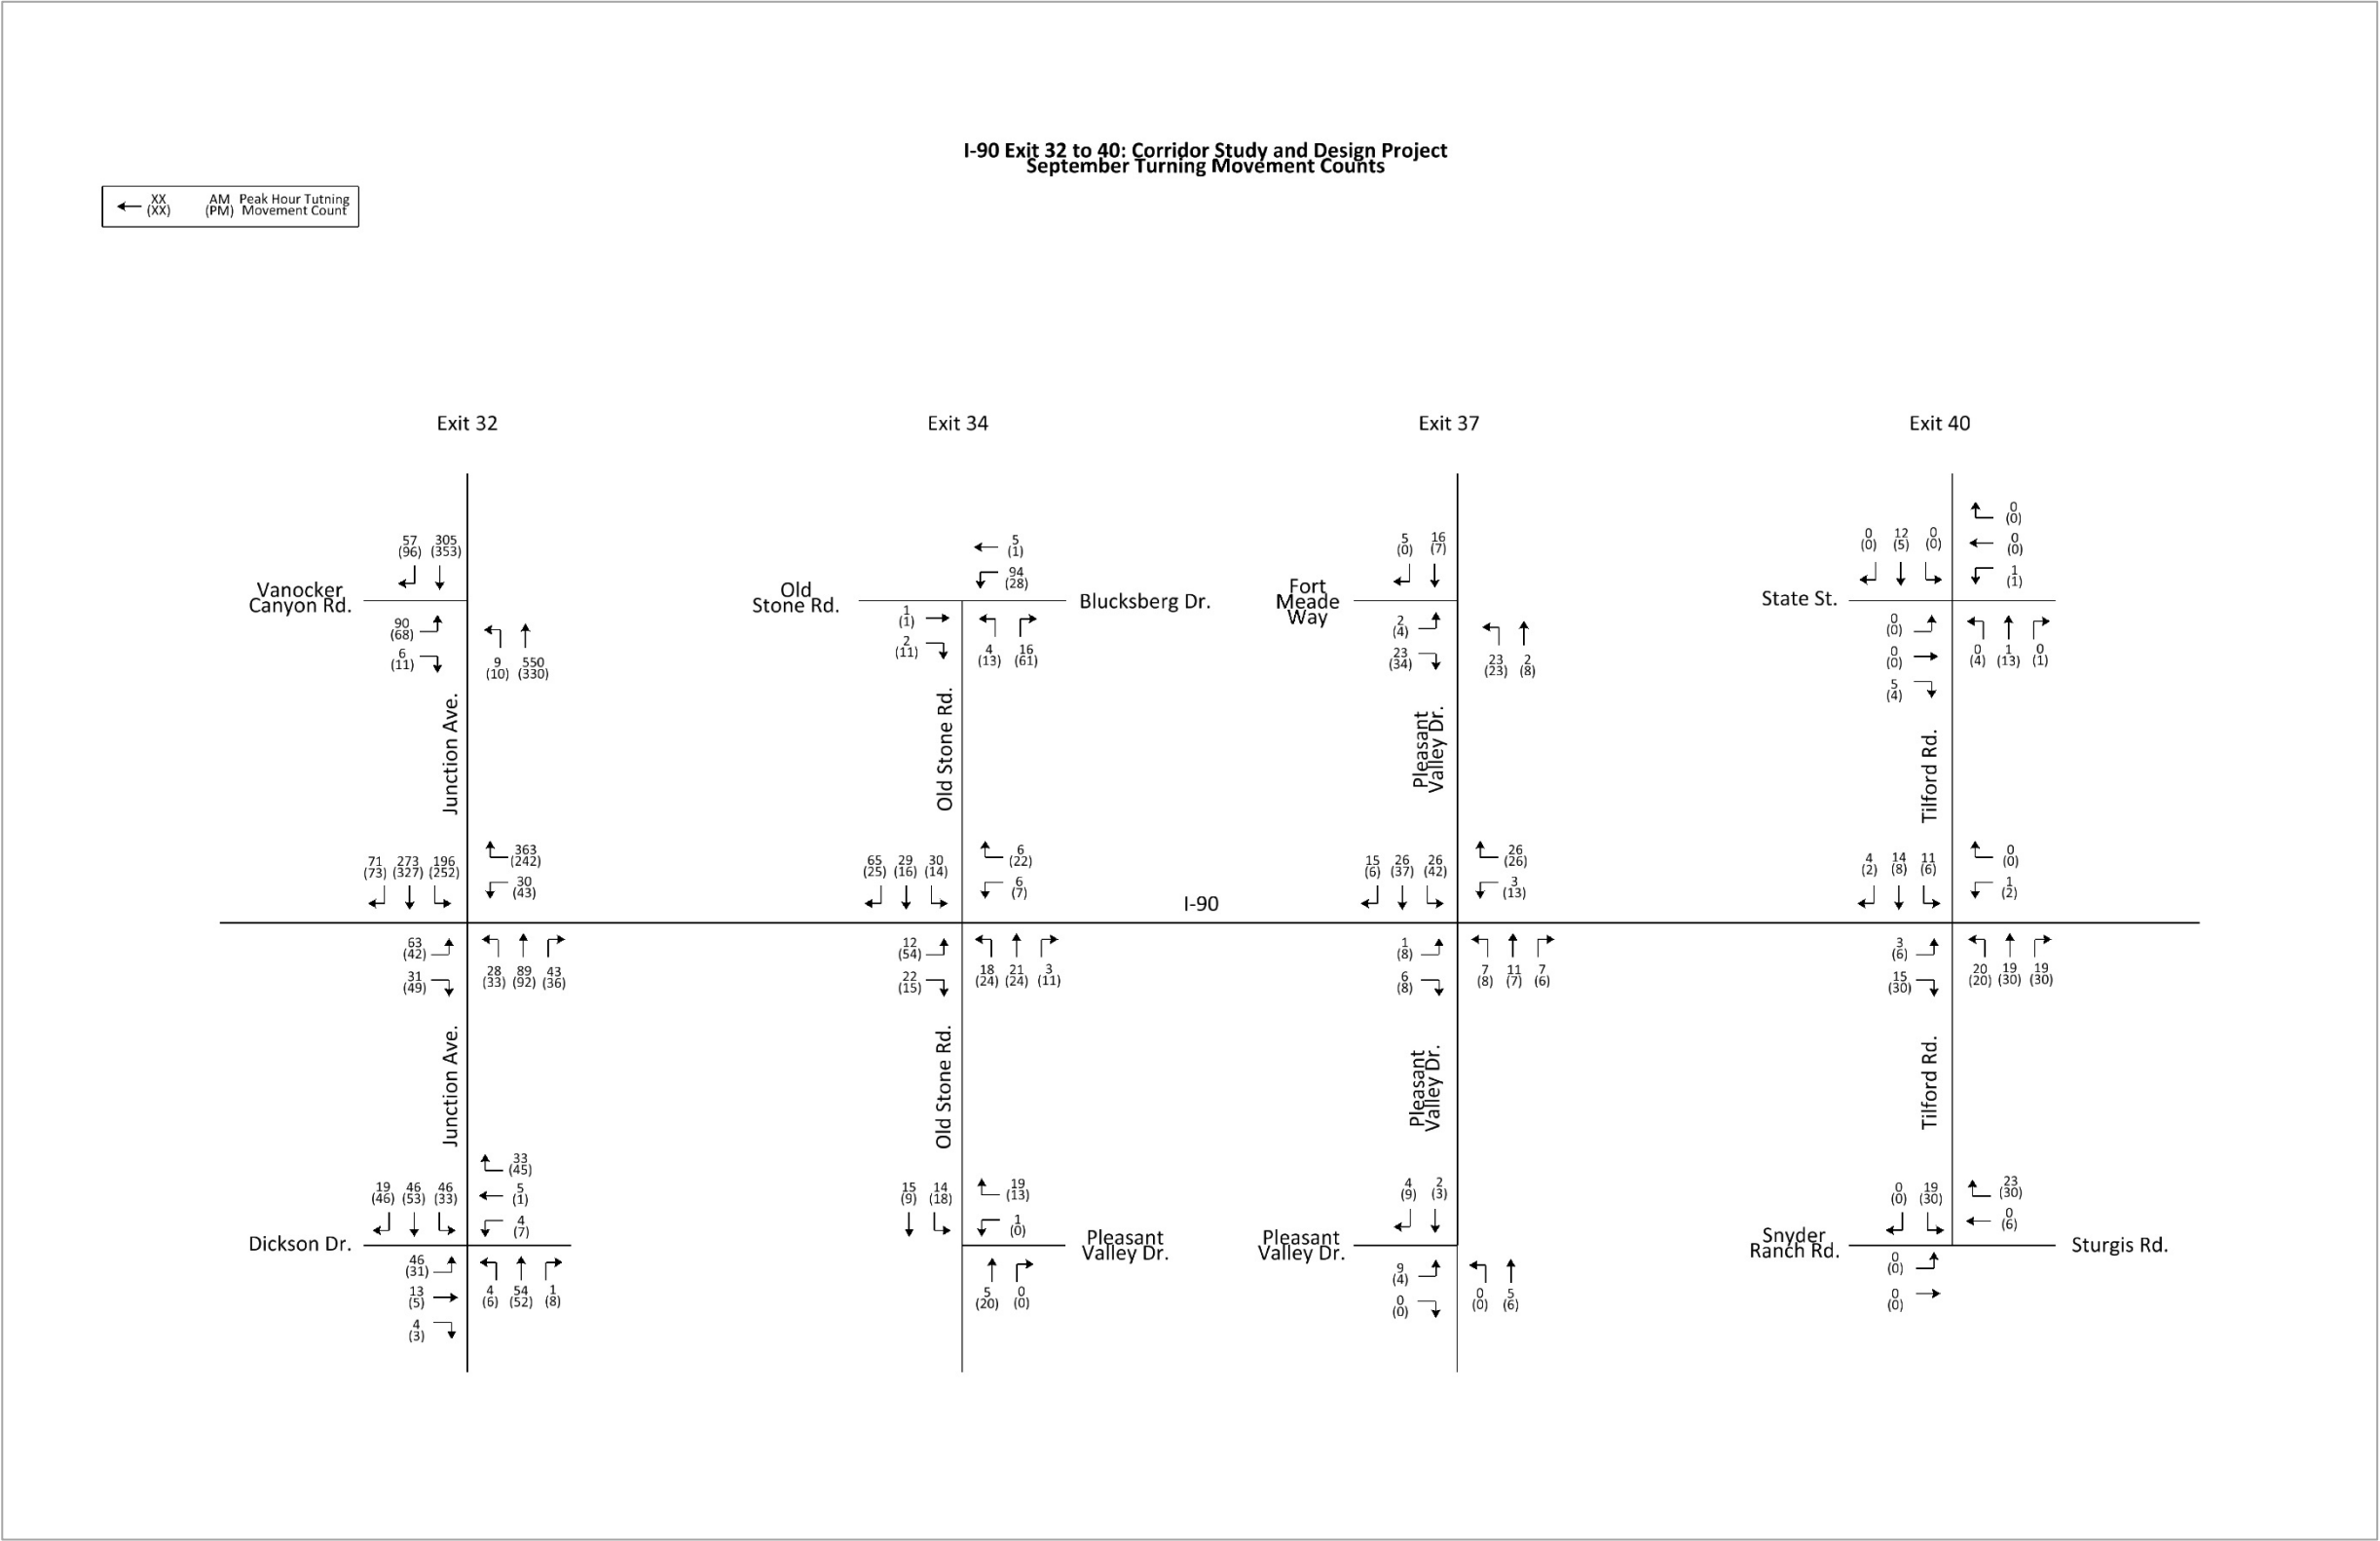 I-90 Exit 32 to 40: Corridor Study and Design Project
September Turning Movement Counts
XX AM Peak Hour Tutning
(XX) (PM) Movement Count
Exit 32 Exit 34 Exit 37 Exit 40
57 305
(96) (353)
Vanocker
Canyon Rd.
90
(68)
6
(11)
9 550
(10) (330)
Junction Ave.
71 273 196
(73) (327) (252)
363
(242)
30
(43)
63
(42)
31
(49)
28 89 43
(33) (92) (36)
Junction Ave.
33
(45)
19 46 46
(46) (53) (33)
5
(1)
4
(7)
Dickson Dr.
46
(31)
13
(5)
4
(3)
4 54 1
(6) (52) (8)
5
(1)
94
(28)
Old
Stone Rd.
Blucksberg Dr.
1
(1)
2
(11)
4 16
(13) (61)
Old Stone Rd.
65 29 30
(25) (16) (14)
6
(22)
6
(7)
I-90
12
(54)
22
(15)
18 21 3
(24) (24) (11)
Old Stone Rd.
15 14
(9) (18)
19
(13)
1
(0)
Pleasant
Valley Dr.
5 0
(20) (0)
5 16
(0) (7)
Fort
Meade
Way
2
(4)
23
(34)
23 2
(23) (8)
Pleasant
Valley Dr.
15 26 26
(6) (37) (42)
26
(26)
3
(13)
1
(8)
6
(8)
7 11 7
(8) (7) (6)
Pleasant
Valley Dr.
4 2
(9) (3)
Pleasant
Valley Dr.
9
(4)
0
(0)
0 5
(0) (6)
0
(0)
0 12 0
(0) (5) (0)
0
(0)
1
(1)
State St.
0
(0)
0
(0)
5
(4)
0 1 0
(4) (13) (1)
Tilford Rd.
4 14 11
(2) (8) (6)
0
(0)
1
(2)
3
(6)
15
(30)
20 19 19
(20) (30) (30)
Tilford Rd.
0 19
(0) (30)
23
(30)
0
(6)
Snyder
Ranch Rd.
Sturgis Rd.
0
(0)
0
(0)